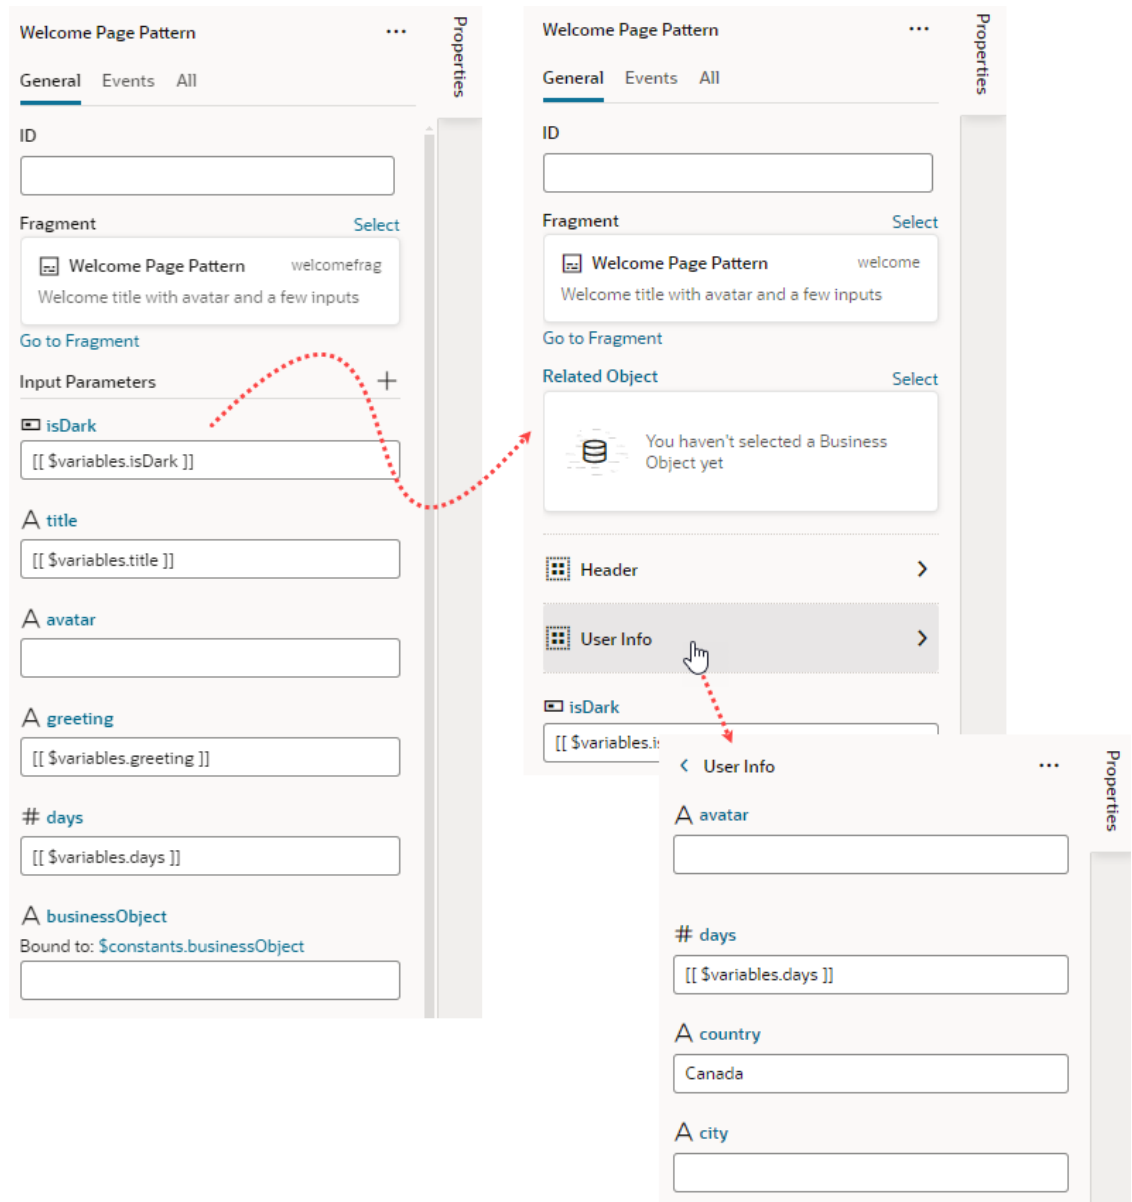 Welcome Page Pattern
Properties
General Events All
ID
Fragment Select
Welcome Page Pattern welcomefrag
Welcome title with avatar and a few inputs
Go to Fragment
Input Parameters
isDark
[[ $variables.isDark ]]
title
[[ $variables.title ]]
avatar
greeting
[[ $variables.greeting ]]
days
[[ $variables.days ]]
businessObject
Bound to: $constants.businessObject
Welcome Page Pattern
Properties
General Events All
ID
Fragment Select
Welcome Page Pattern welcome
Welcome title with avatar and a few inputs
Go to Fragment
Related Object Select
You haven't selected a Business
Object yet
Header
User Info
isDark
[[ $variables.is
User Info
Properties
avatar
days
[[ $variables.days ]]
country
Canada
city